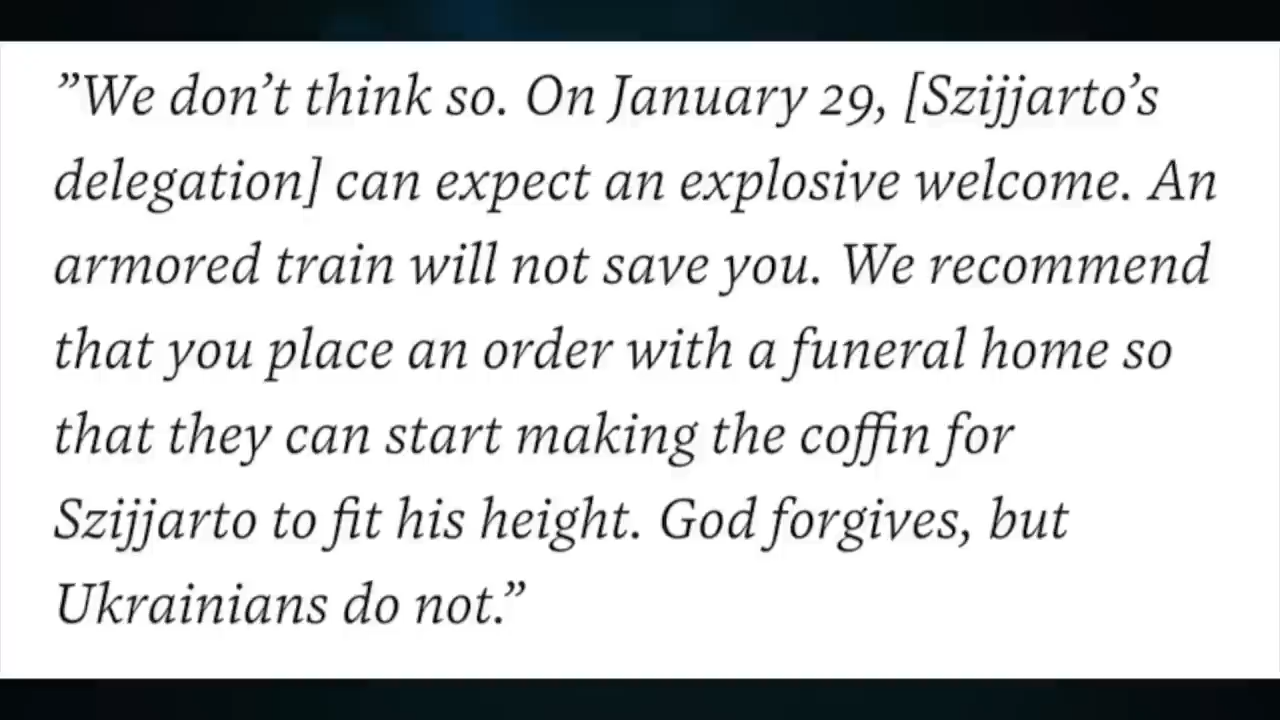 ”We don’t think so. On January 29, [Szijjarto’s
delegation] can expect an explosive welcome. An
armored train will not save you. We recommend
that you place an order with a funeral home so
that they can start making the coffin for
Szijjarto to fit his height. God forgives, but
Ukrainians do not.”